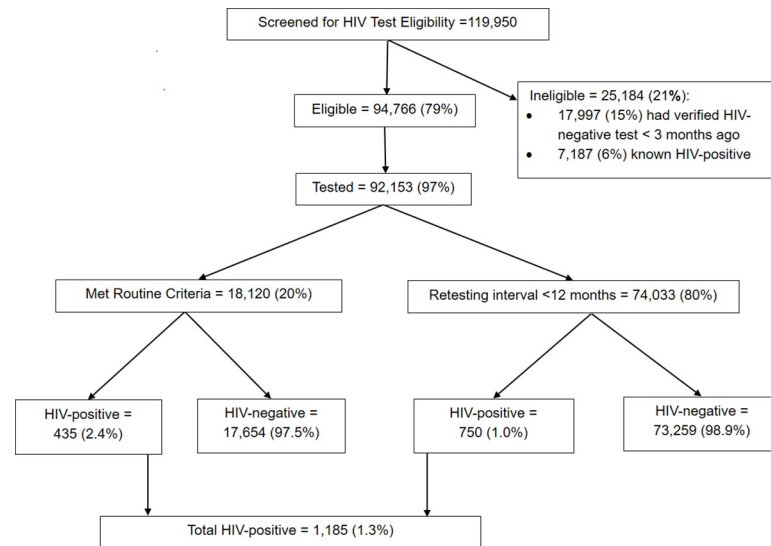 Screened for HIV Test Eligibility =119,950
Eligible = 94,766 (79%)
Ineligible = 25,184 (21%):
• 17,997 (15%) had verified HIV-
negative test < 3 months ago
• 7,187 (6%) known HIV-positive
Tested = 92,153 (97%)
Met Routine Criteria = 18,120 (20%)
Retesting interval <12 months = 74,033 (80%)
HIV-positive =
435 (2.4%)
HIV-negative =
17,654 (97.5%)
HIV-positive =
750 (1.0%)
HIV-negative =
73,259 (98.9%)
Total HIV-positive = 1,185 (1.3%)